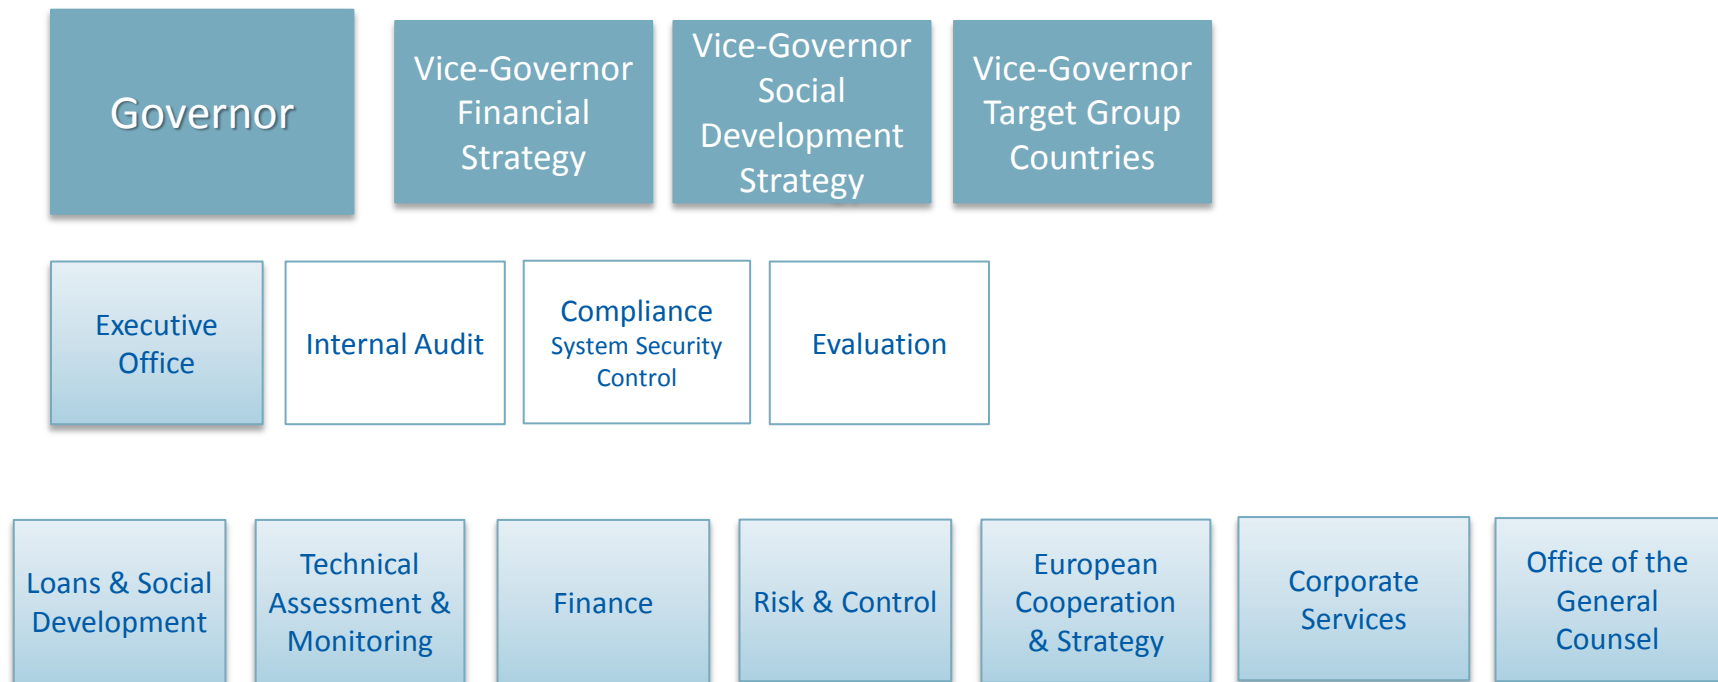 Governor
Vice-Governor
Financial
Strategy
Vice-Governor
Social
Development
Strategy
Vice-Governor
Target Group
Countries
Executive
Office
Internal Audit
Compliance
System Security
Control
Evaluation
Loans & Social
Development
Technical
Assessment &
Monitoring
Finance
Risk & Control
European
Cooperation
& Strategy
Corporate
Services
Office of the
General
Counsel